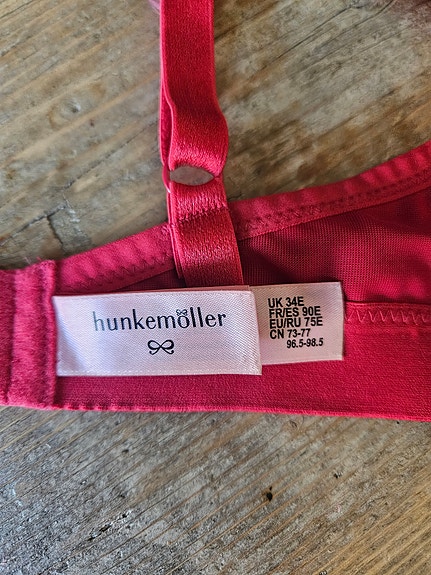 hunkemöller
UK 34E
FR/ES 90E
EU/RU 75E
CN 73-77
96.5-98.5